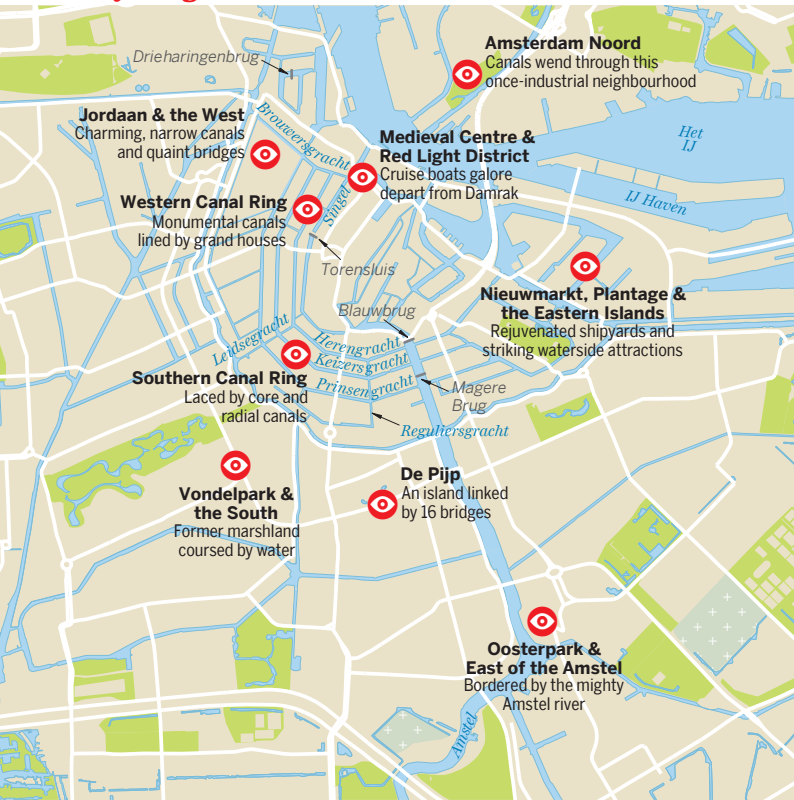 Drieharingenbrug
Amsterdam Noord
Canals wend through this
once-industrial neighbourhood
Jordaan & the West
Charming, narrow canals
and quaint bridges
Brouwersgracht
Medieval Centre &
Red Light District
Cruise boats galore
depart from Damrak
Het
IJ
IJ Haven
Western Canal Ring
Monumental canals
lined by grand houses
Singel
Torensluis
Nieuwmarkt, Plantage &
the Eastern Islands
Rejuvenated shipyards and
striking waterside attractions
Blauwbrug
Leidsegracht
Herengracht
Keizersgracht
Prinsengracht
Southern Canal Ring
Laced by core and
radial canals
Magere
Brug
Reguliersgracht
Vondelpark &
the South
Former marshland
coursed by water
De Pijp
An island linked
by 16 bridges
Oosterpark &
East of the Amstel
Bordered by the mighty
Amstel river
Amstel